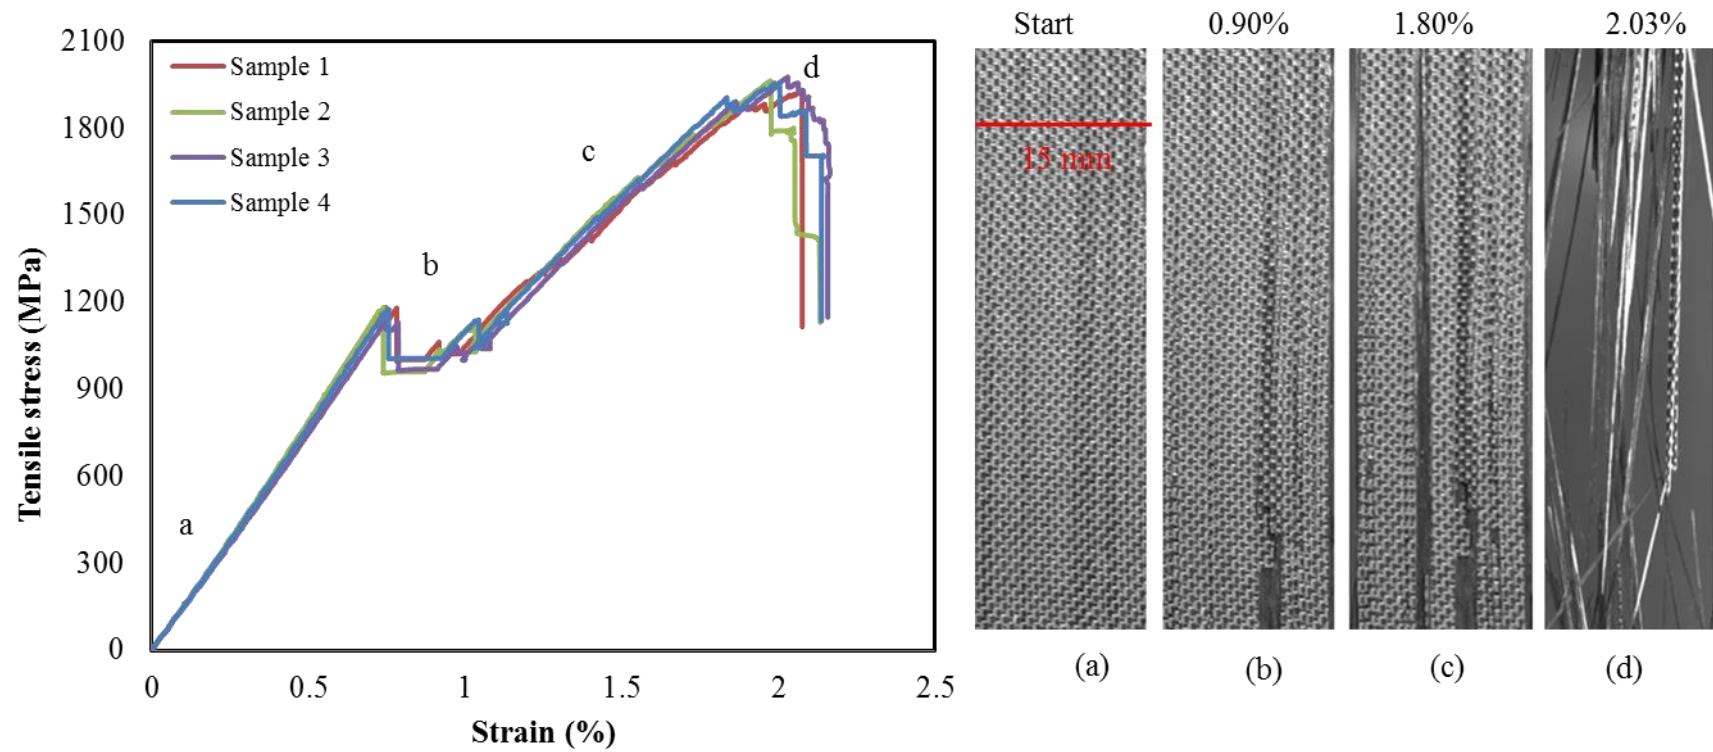 Start 0.90% 1.80% 2.03%
2100
1800
1500
1200
900
600
300
0
Tensile stress (MPa)
Sample 1
Sample 2
Sample 3
Sample 4
a
b
c
d
0 0.5 1 1.5 2 2.5
Strain (%)
15 mm
(a) (b) (c) (d)